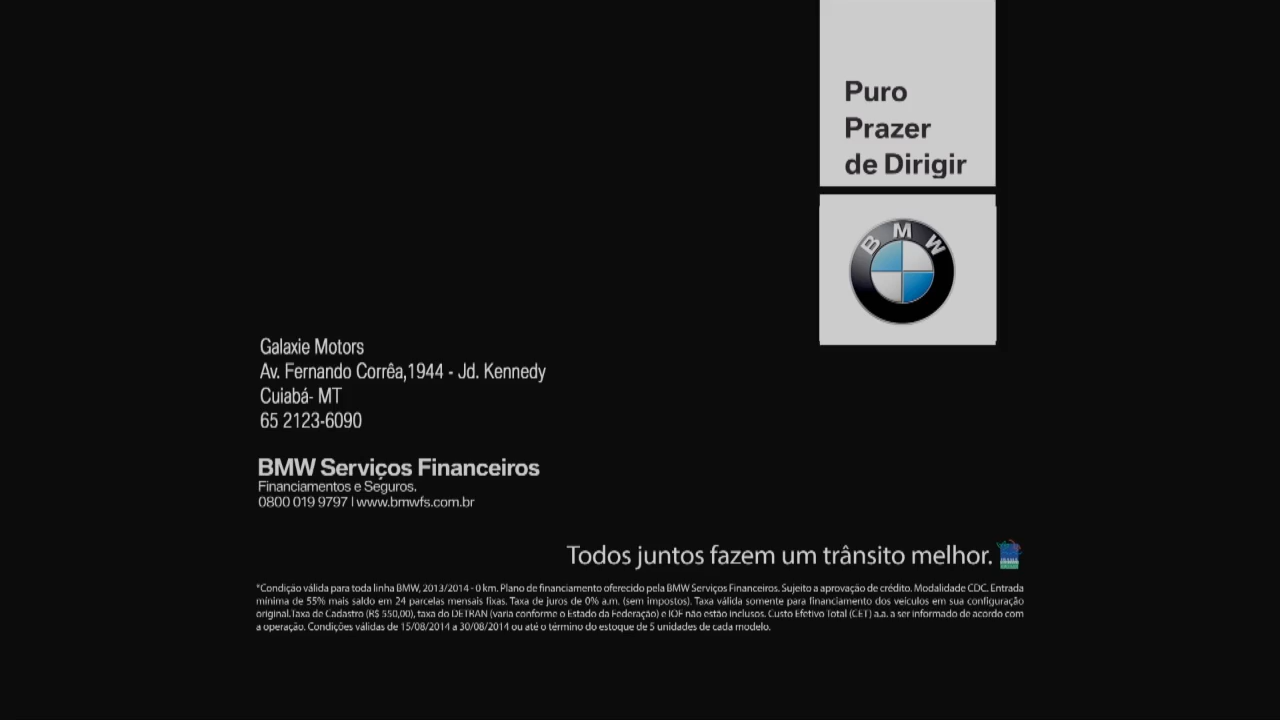 Puro
Prazer
de Dirigir
BMW
Galaxie Motors
Av. Fernando Corrêa,1944 - Jd. Kennedy
Cuiabá- MT
65 2123-6090
BMW Serviços Financeiros
Financiamentos e Seguros.
0800 019 9797 | www.bmwfs.com.br
Todos juntos fazem um trânsito melhor.
*Condição válida para toda linha BMW, 2013/2014 - 0 km. Plano de financiamento oferecido pela BMW Serviços Financeiros. Sujeito a aprovação de crédito. Modalidade CDC. Entrada
mínima de 55% mais saldo em 24 parcelas mensais fixas. Taxa de juros de 0% a.m. (sem impostos). Taxa válida somente para financiamento dos veículos em sua configuração
original.Taxa de Cadastro (R$ 550,00), taxa do DETRAN (varia conforme o Estado da Federação) e IOF não estão inclusos. Custo Efetivo Total (CET) a.a. a ser informado de acordo com
a operação. Condições válidas de 15/08/2014 a 30/08/2014 ou até o término do estoque de 5 unidades de cada modelo.